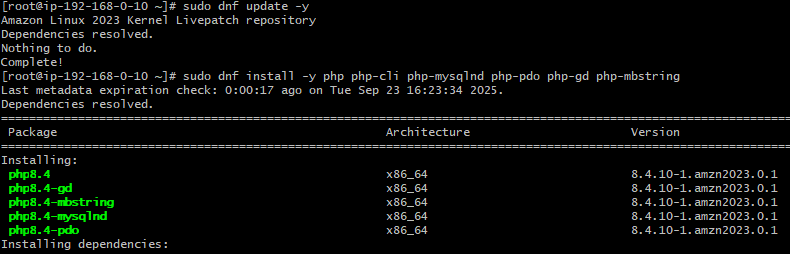 [root@ip-192-168-0-10 ~]# sudo dnf update -y
Amazon Linux 2023 Kernel Livepatch repository
Dependencies resolved.
Nothing to do.
Complete!
[root@ip-192-168-0-10 ~]# sudo dnf install -y php php-cli php-mysqlnd php-pdo php-gd php-mbstring
Last metadata expiration check: 0:00:17 ago on Tue Sep 23 16:23:34 2025.
Dependencies resolved.
Package Architecture Version
Installing:
php8.4 x86_64 8.4.10-1.amzn2023.0.1
php8.4-gd x86_64 8.4.10-1.amzn2023.0.1
php8.4-mbstring x86_64 8.4.10-1.amzn2023.0.1
php8.4-mysqlnd x86_64 8.4.10-1.amzn2023.0.1
php8.4-pdo x86_64 8.4.10-1.amzn2023.0.1
Installing dependencies: